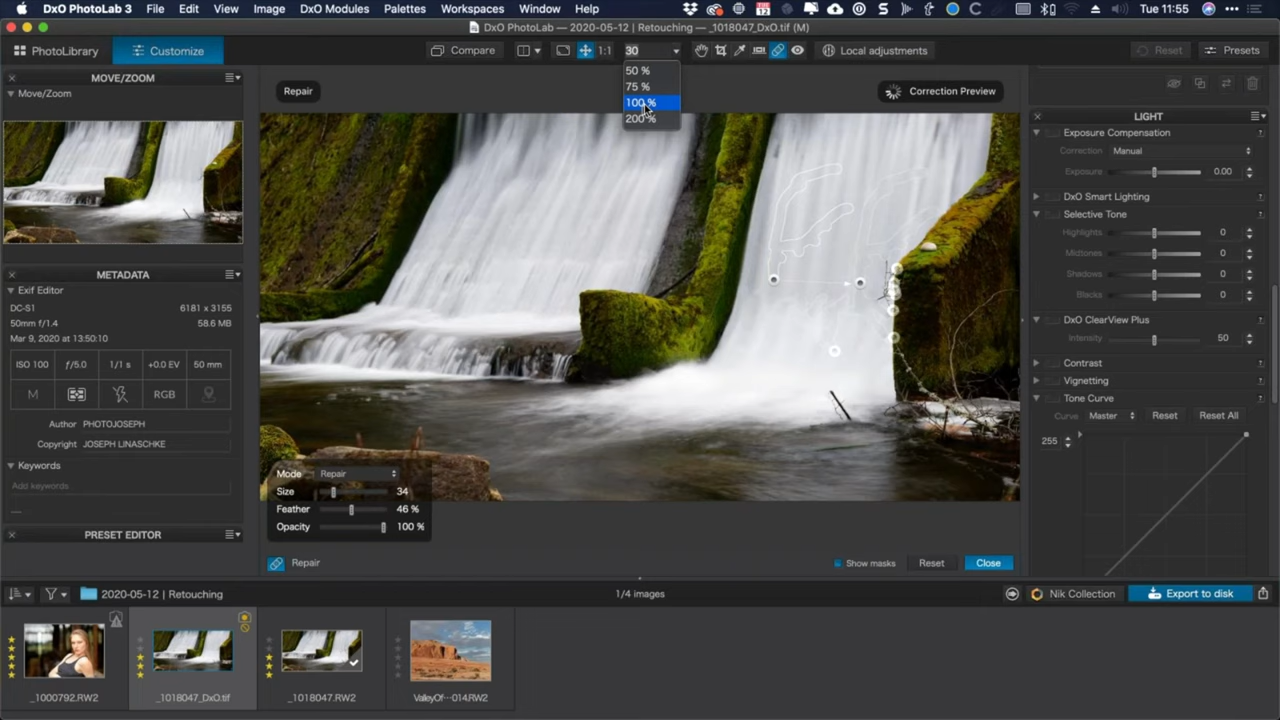 DxO PhotoLab 3 File Edit View Image DxO Modules Palettes Workspaces Window Help Tue 11:55
DxO PhotoLab 3 — 2020-05-12 | Retouching — _1018047_DxO.tif (M)
PhotoLibrary Customize Compare 1:1 30 Local adjustments Reset Presets
50 %
75 %
100 %
200 %
MOVE/ZOOM
Move/Zoom
Repair
Correction Preview
METADATA
Exif Editor
DC-S1 6181 x 3155
50mm f/1.4 58.6 MB
Mar 9, 2020 at 13:50:10
ISO 100 ƒ/5.0 1/1 s +0.0 EV 50 mm
M RGB
Author PHOTOJOSEPH
Copyright JOSEPH LINASCHKE
Keywords
Add keywords
PRESET EDITOR
Mode Repair
Size 34
Feather 46 %
Opacity 100 %
Repair Show masks Reset Close
LIGHT
Exposure Compensation
Correction Manual
Exposure 0.00
DxO Smart Lighting
Selective Tone
Highlights 0
Midtones 0
Shadows 0
Blacks 0
DxO ClearView Plus
Intensity 50
Contrast
Vignetting
Tone Curve
Curve Master Reset Reset All
255
2020-05-12 | Retouching 1/4 images Nik Collection Export to disk
_1000792.RW2 _1018047_DxO.tif _1018047.RW2 ValleyOf···014.RW2